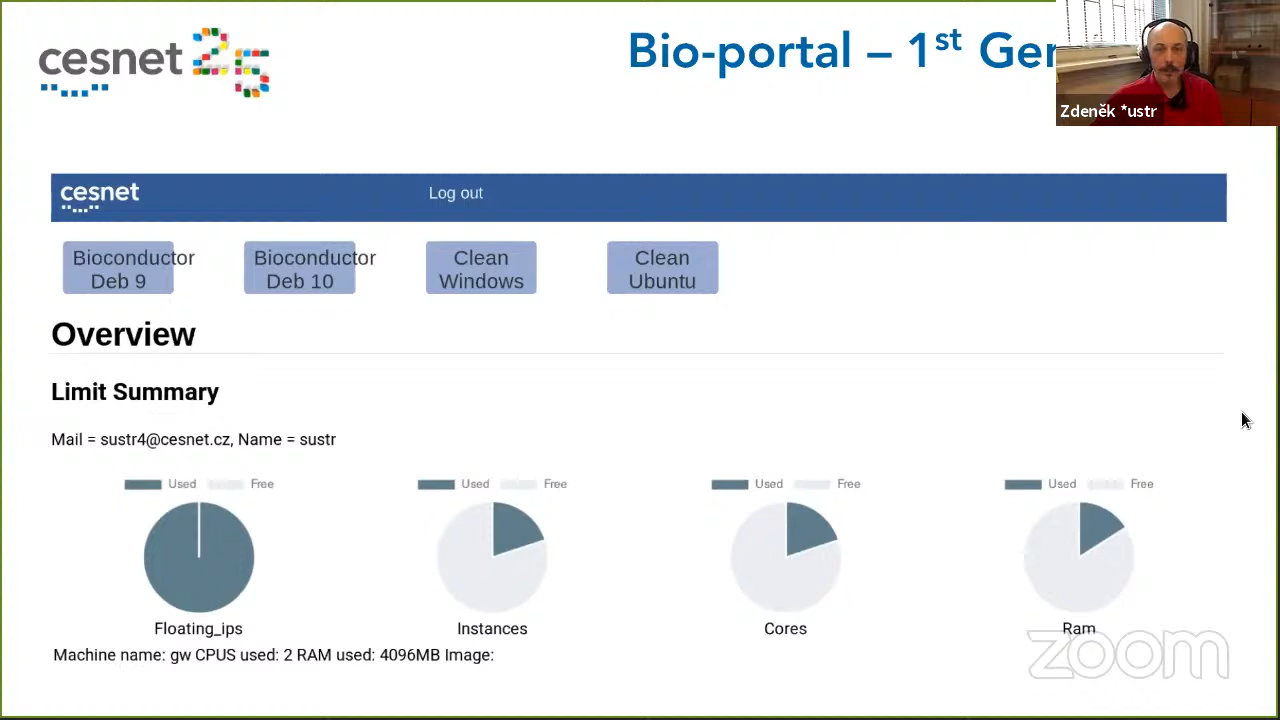 cesnet 25
Bio-portal – 1st Ge
Zdeněk *ustr
cesnet
Log out
Bioconductor
Deb 9
Bioconductor
Deb 10
Clean
Windows
Clean
Ubuntu
Overview
Limit Summary
Mail = sustr4@cesnet.cz, Name = sustr
Used Free
Used Free
Used Free
Used Free
Floating_ips
Instances
Cores
Ram
Machine name: gw CPUS used: 2 RAM used: 4096MB Image:
zoom